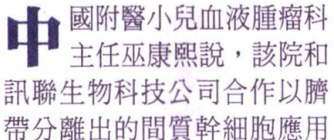 中國附醫小兒血液腫瘤科
主任巫康熙說，該院和
訊聯生物科技公司合作以臍
帶分離出的間質幹細胞應用